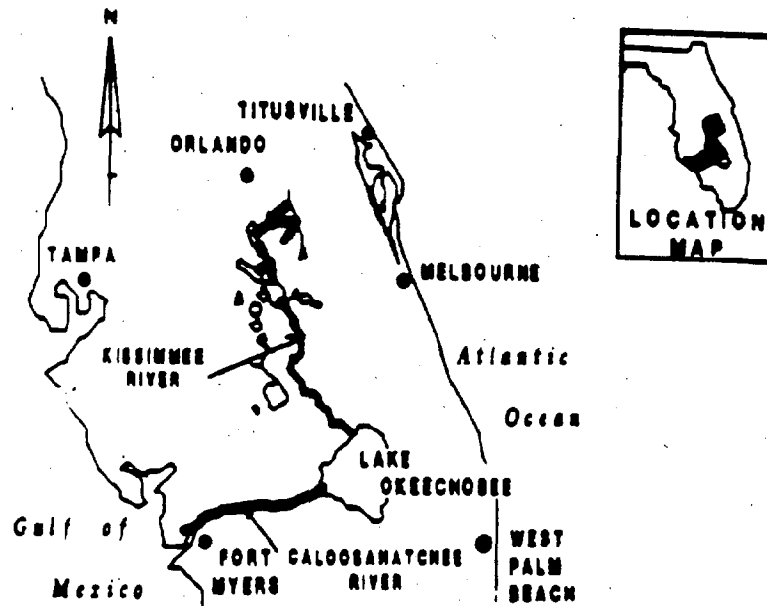 N
TITUSVILLE
ORLANDO
LOCATION
MAP
TAMPA
MELBOURNE
KISSIMMEE
RIVER
Atlantic
Ocean
LAKE
OKEECHOBEE
Gulf of
Mexico
FORT
MYERS
CALOOSAHATCHEE
RIVER
WEST
PALM
BEACH